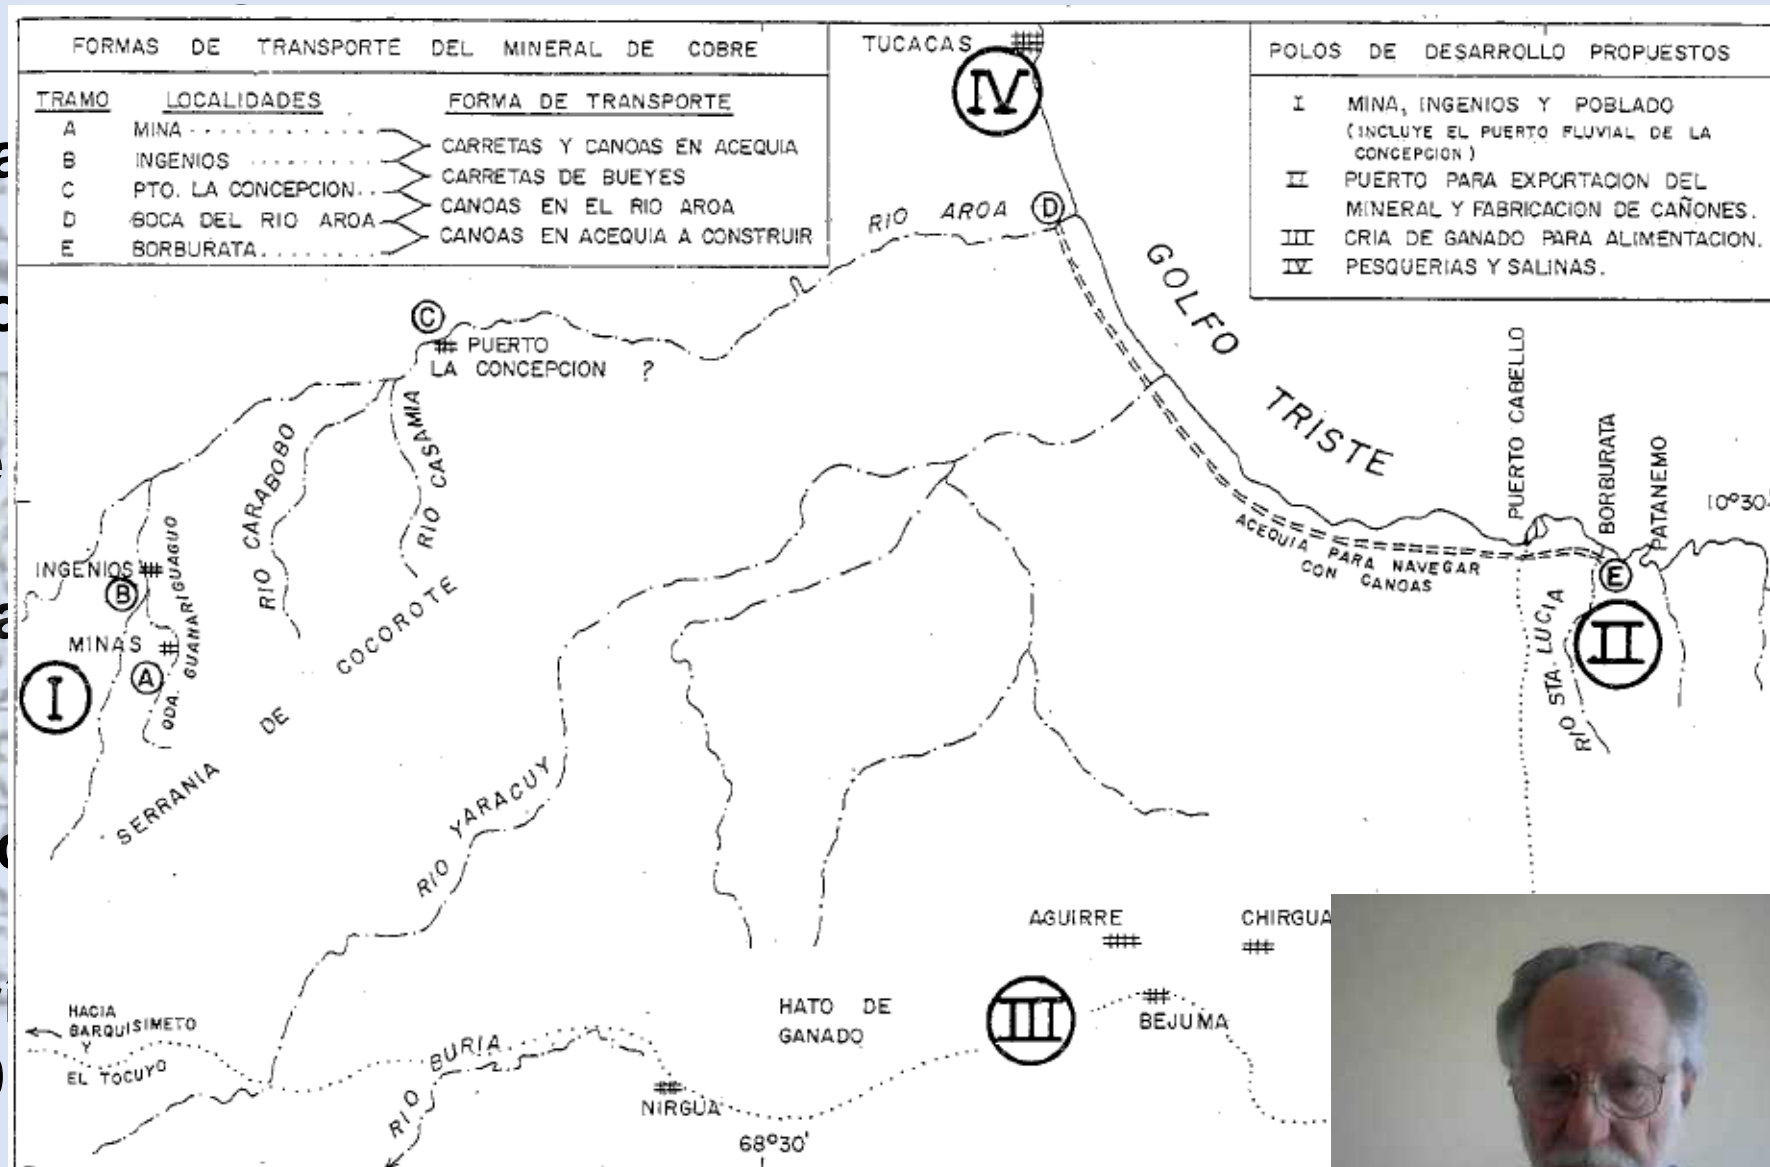 FORMAS DE TRANSPORTE DEL MINERAL DE COBRE
TRAMO LOCALIDADES FORMA DE TRANSPORTE
A MINA
CARRETAS Y CANOAS EN ACEQUIA
B INGENIOS
CARRETAS DE BUEYES
C PTO. LA CONCEPCION
CANOAS EN EL RIO AROA
D BOCA DEL RIO AROA
CANOAS EN ACEQUIA A CONSTRUIR
E BORBURATA
TUCACAS
IV
POLOS DE DESARROLLO PROPUESTOS
I MINA, INGENIOS Y POBLADO
(INCLUYE EL PUERTO FLUVIAL DE LA
CONCEPCION)
II PUERTO PARA EXPORTACION DEL
MINERAL Y FABRICACION DE CAÑONES.
III CRIA DE GANADO PARA ALIMENTACION.
IV PESQUERIAS Y SALINAS.
RIO AROA
D
GOLFO TRISTE
C
PUERTO
LA CONCEPCION ?
RIO CARABOBO
RIO CASAMIA
PUERTO CABELLO
BORBURATA
PATANEMO
10°30'
ACEQUIA PARA NAVEGAR
CON CANOAS
E
II
RIO STA. LUCIA
INGENIOS
B
MINAS
A
I
QDA. GUANARIGUAGUO
SERRANIA DE COCOROTE
RIO YARACUY
AGUIRRE
CHIRGUA
HATO DE
GANADO
III
BEJUMA
HACIA
BARQUISIMETO
Y
EL TOCUYO
RIO BURIA
NIRGUA
68°30'